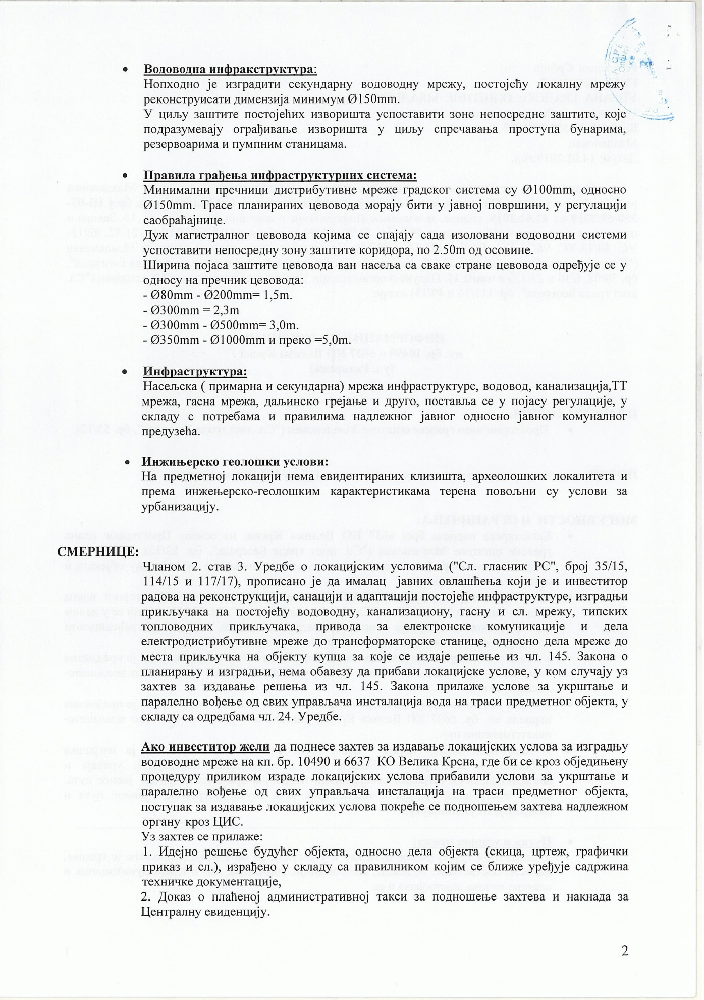 • Водоводна инфракструктура:
Нопходно је изградити секундарну водоводну мрежу, постојећу локалну мрежу
реконструисати димензија минимум Ø150mm.
У циљу заштите постојећих изворишта успоставити зоне непосредне заштите, које
подразумевају ограђивање изворишта у циљу спречавања проступа бунарима,
резервоарима и пумпним станицама.
• Правила грађења инфраструктурних система:
Минимални пречници дистрибутивне мреже градског система су Ø100mm, односно
Ø150mm. Трасе планираних цевовода морају бити у јавној површини, у регулацији
саобраћајнице.
Дуж магистралног цевовода којима се спајају сада изоловани водоводни системи
успоставити непосредну зону заштите коридора, по 2.50m од осовине.
Ширина појаса заштите цевовода ван насеља са сваке стране цевовода одређује се у
односу на пречник цевовода:
- Ø80mm - Ø200mm= 1,5m.
- Ø300mm = 2,3m
- Ø300mm - Ø500mm= 3,0m.
- Ø350mm - Ø1000mm и преко =5,0m.
• Инфраструктура:
Насељска ( примарна и секундарна) мрежа инфраструктуре, водовод, канализација,ТТ
мрежа, гасна мрежа, даљинско грејање и друго, поставља се у појасу регулације, у
складу с потребама и правилима надлежног јавног односно јавног комуналног
предузећа.
• Инжињерско геолошки услови:
На предметној локацији нема евидентираних клизишта, археолошких локалитета и
према инжењерско-геолошким карактеристикама терена повољни су услови за
урбанизацију.
СМЕРНИЦЕ:
Чланом 2. став 3. Уредбе о локацијским условима ("Сл. гласник РС", број 35/15,
114/15 и 117/17), прописано је да ималац јавних овлашћења који је и инвеститор
радова на реконструкцији, санацији и адаптацији постојеће инфраструктуре, изградњи
прикључака на постојећу водоводну, канализациону, гасну и сл. мрежу, типских
топловодних прикључака, привода за електронске комуникације и дела
електродистрибутивне мреже до трансформаторске станице, односно дела мреже до
места прикључка на објекту купца за које се издаје решење из чл. 145. Закона о
планирању и изградњи, нема обавезу да прибави локацијске услове, у ком случају уз
захтев за издавање решења из чл. 145. Закона прилаже услове за укрштање и
паралелно вођење од свих управљача инсталација вода на траси предметног објекта, у
складу са одредбама чл. 24. Уредбе.
Ако инвеститор жели да поднесе захтев за издавање локацијских услова за изградњу
водоводне мреже на кп. бр. 10490 и 6637 КО Велика Крсна, где би се кроз обједињену
процедуру приликом израде локацијских услова прибавили услови за укрштање и
паралелно вођење од свих управљача инсталација на траси предметног објекта,
поступак за издавање локацијских услова покреће се подношењем захтева надлежном
органу кроз ЦИС.
Уз захтев се прилаже:
1. Идејно решење будућег објекта, односно дела објекта (скица, цртеж, графички
приказ и сл.), израђено у складу са правилником којим се ближе уређује садржина
техничке документације,
2. Доказ о плаћеној административној такси за подношење захтева и накнада за
Централну евиденцију.
2